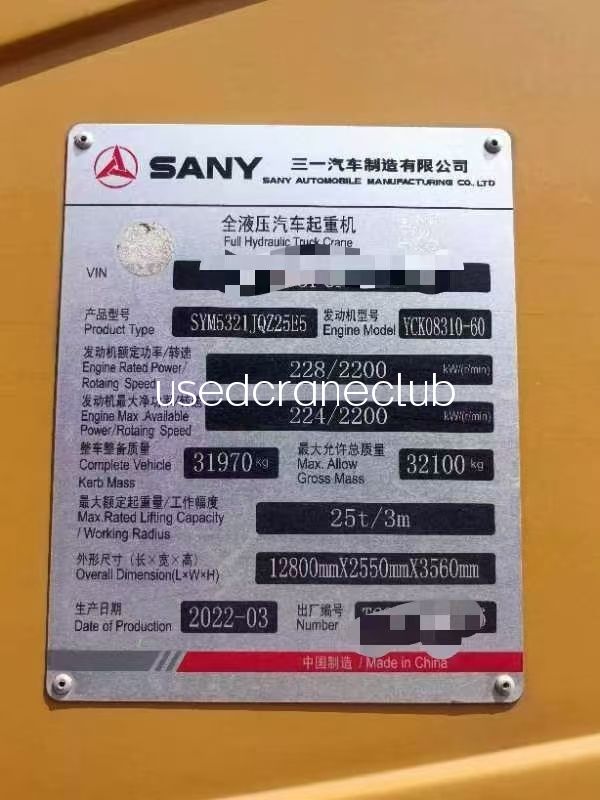 SANY 三一汽车制造有限公司
SANY AUTOMOBILE MANUFACTURING CO., LTD
全液压汽车起重机
Full Hydraulic Truck Crane
VIN
产品型号 SYM5321JQZ25E5 发动机型号 YCK08310-60
Product Type Engine Model
发动机额定功率/转速 228/2200 kW/(r/min)
Engine Rated Power/
Rotaing Speed
usedcraneclub
发动机最大净功率/转速 224/2200 kW/(r/min)
Engine Max .Available
Power/Rotaing Speed
整车整备质量 31970 kg 最大允许总质量 32100 kg
Complete Vehicle Max. Allow
Kerb Mass Gross Mass
最大额定起重量/工作幅度 25t/3m
Max.Rated Lifting Capacity
/ Working Radius
外形尺寸(长×宽×高) 12800mmX2550mmX3560mm
Overall Dimension(L×W×H)
生产日期 2022-03 出厂编号
Date of Production Number
中国制造 / Made in China